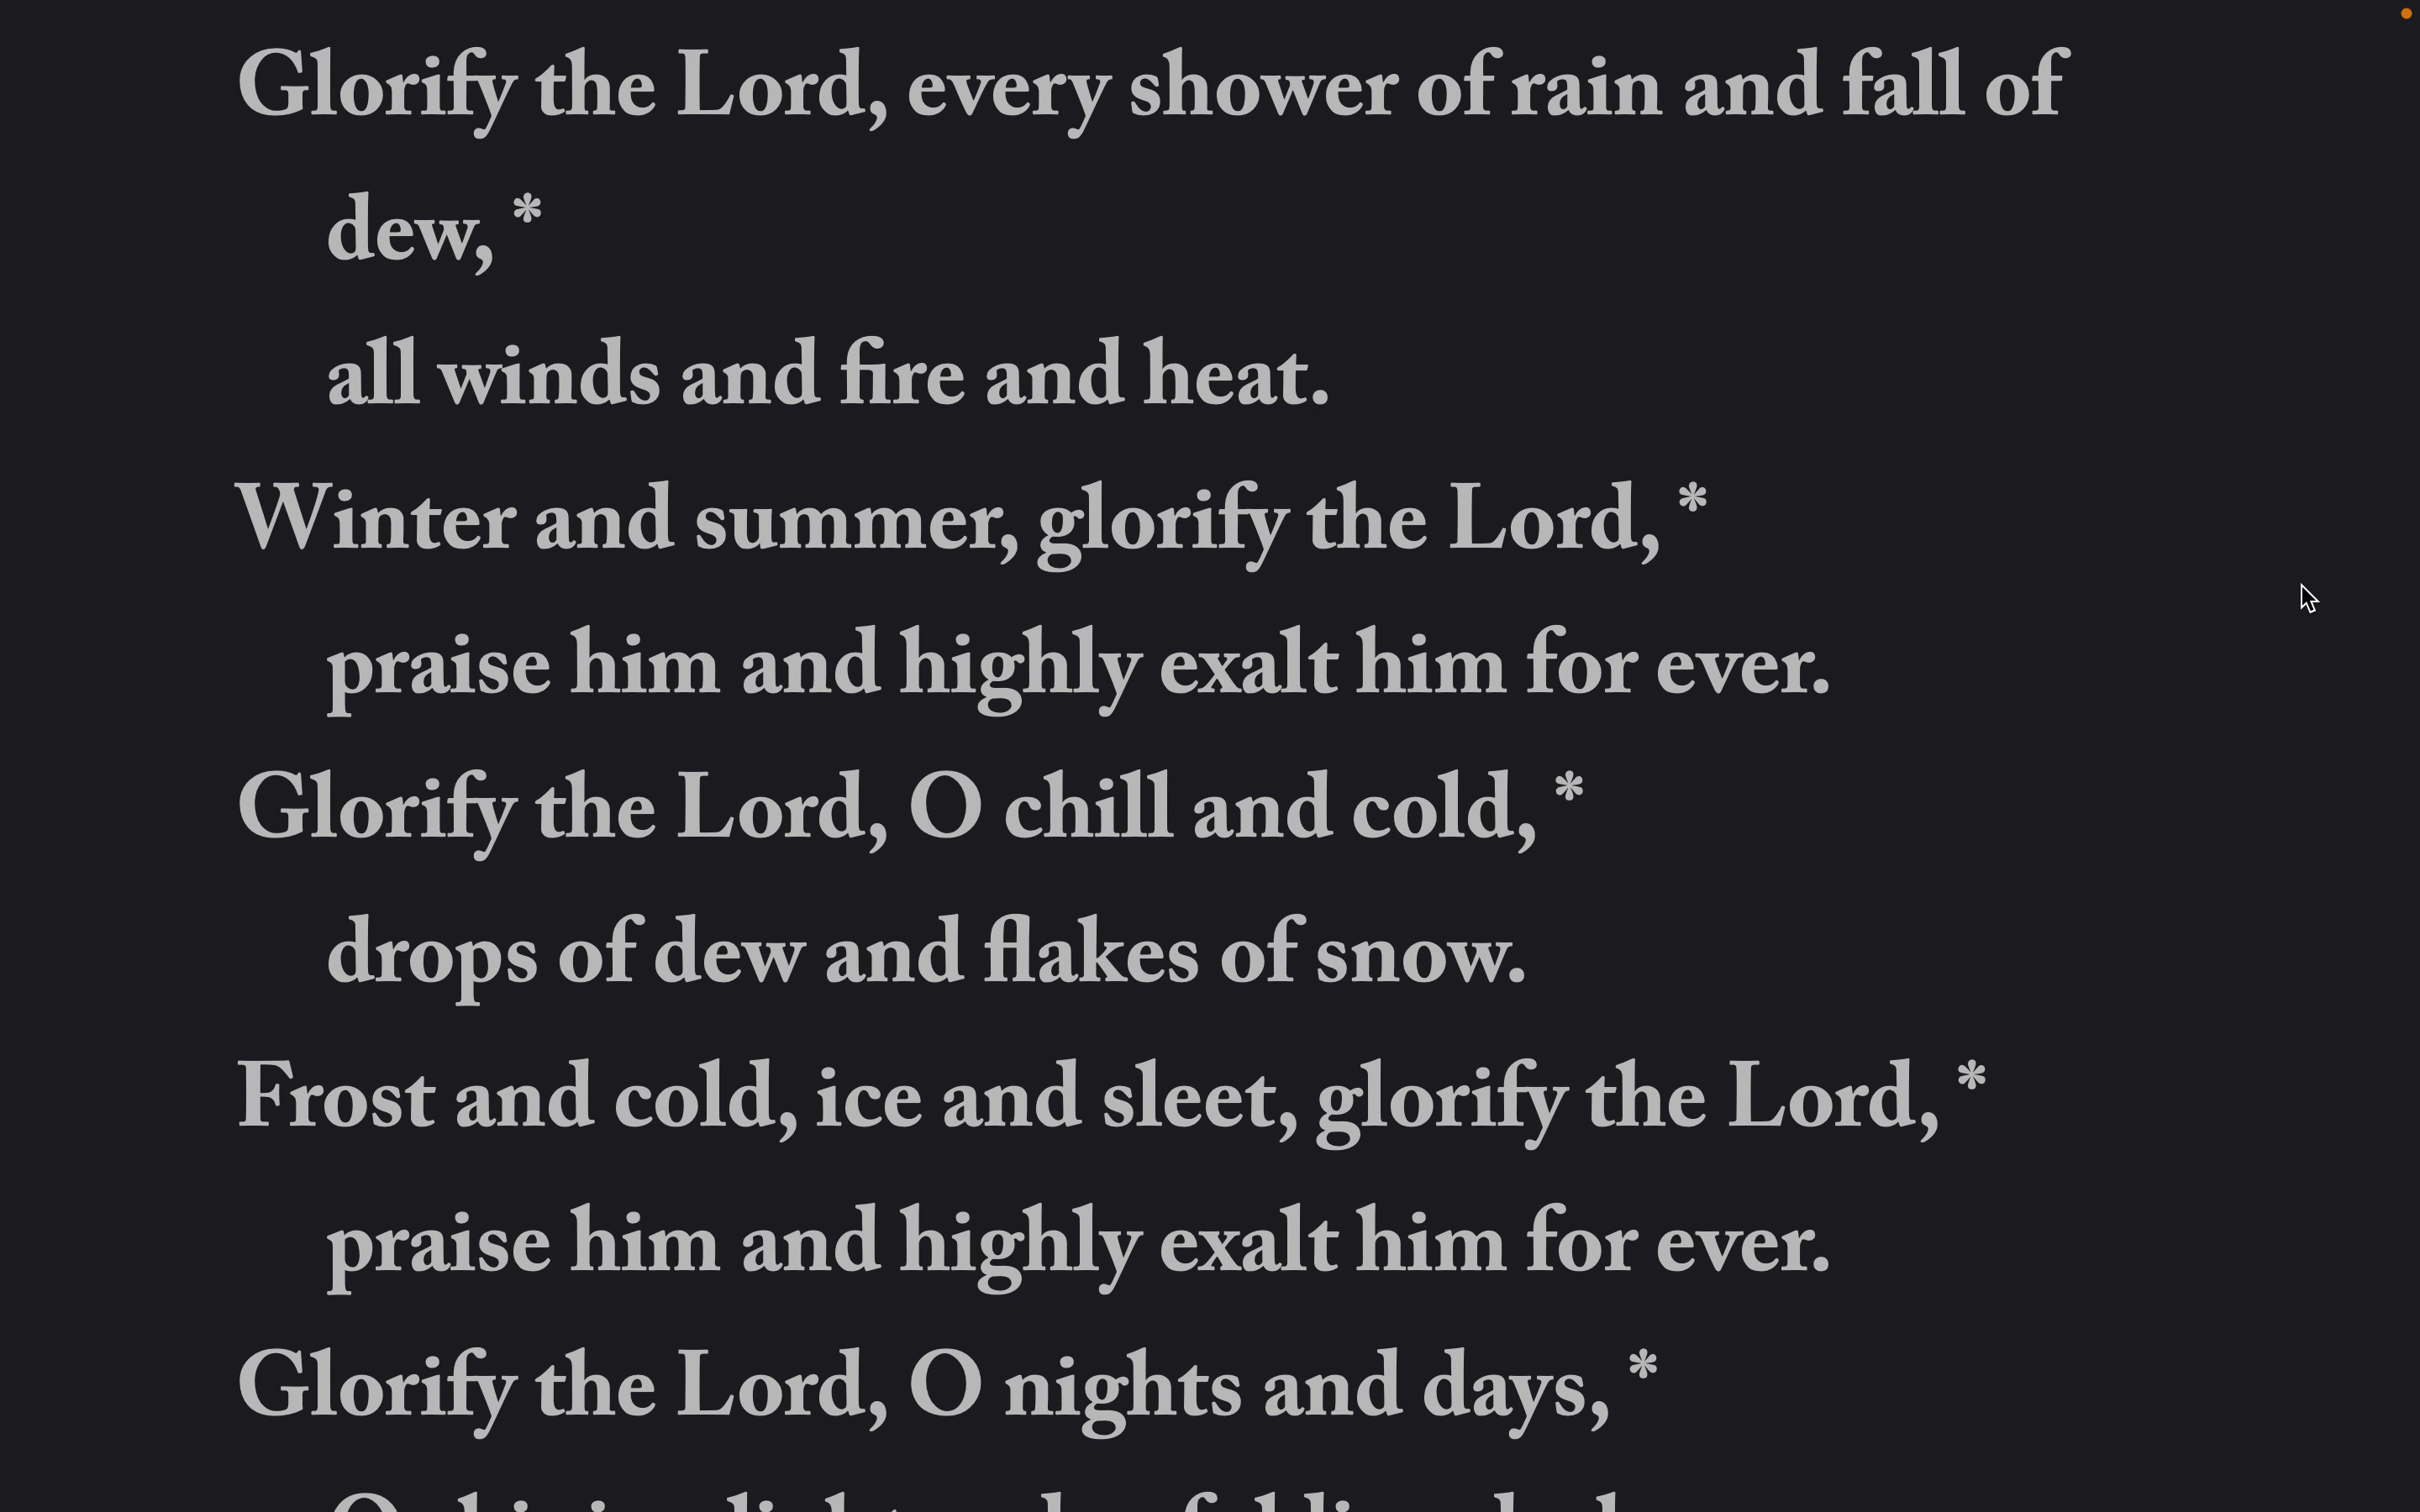 Glorify the Lord, every shower of rain and fall of
dew, *
all winds and fire and heat.
Winter and summer, glorify the Lord, *
praise him and highly exalt him for ever.
Glorify the Lord, O chill and cold, *
drops of dew and flakes of snow.
Frost and cold, ice and sleet, glorify the Lord, *
praise him and highly exalt him for ever.
Glorify the Lord, O nights and days, *